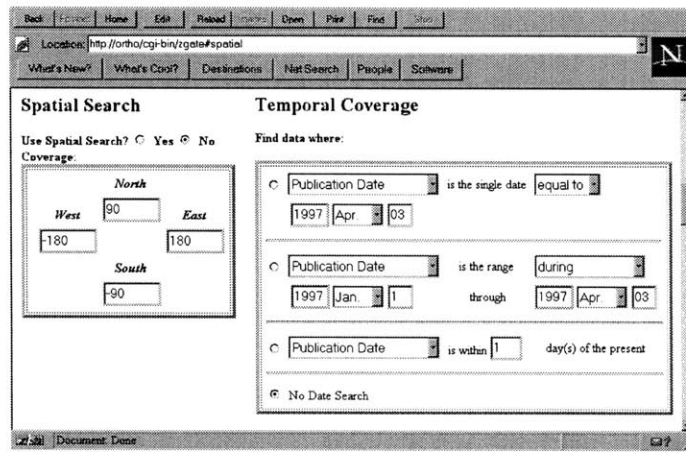 Back Forward Home Edit Reload Images Open Print Find Stop
Location: http://ortho/cgi-bin/zgate#spatial
N
What's New? What's Cool? Destinations Net Search People Software
Spatial Search
Use Spatial Search? Yes No
Coverage:
North
90
West East
-180 180
South
-90
Temporal Coverage
Find data where:
Publication Date is the single date equal to
1997 Apr. 03
Publication Date is the range during
1997 Jan. 1 through 1997 Apr. 03
Publication Date is within 1 day(s) of the present
No Date Search
Document: Done